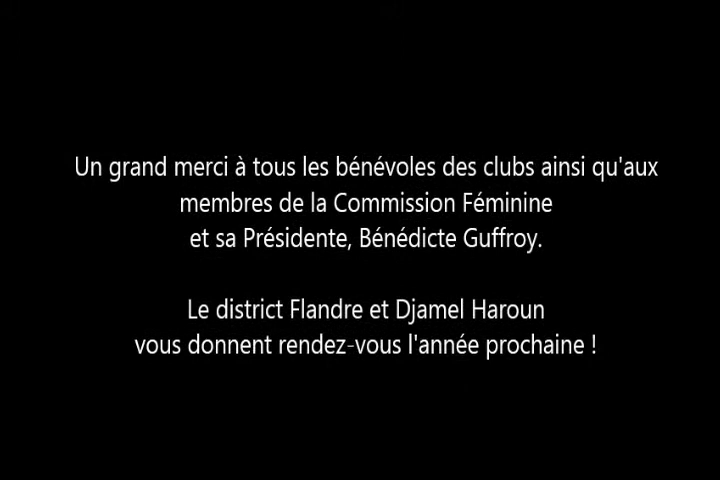 Un grand merci à tous les bénévoles des clubs ainsi qu'aux
membres de la Commission Féminine
et sa Présidente, Bénédicte Guffroy.
Le district Flandre et Djamel Haroun
vous donnent rendez-vous l'année prochaine !